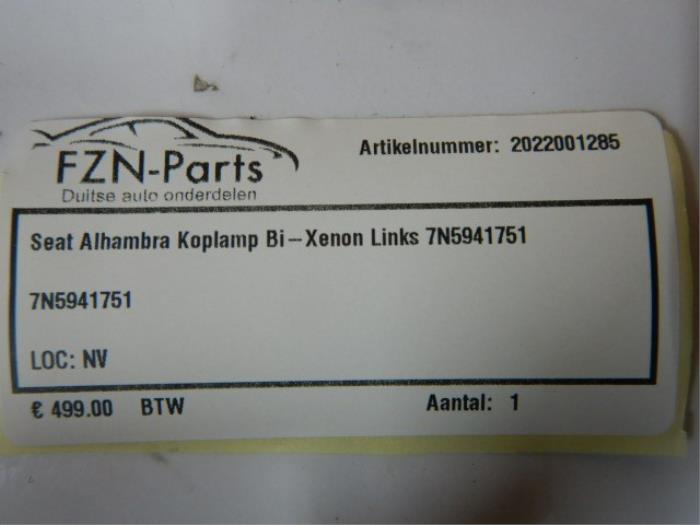 FZN-Parts
Duitse auto onderdelen
Artikelnummer: 2022001285
Seat Alhambra Koplamp Bi-Xenon Links 7N5941751
7N5941751
LOC: NV
€ 499.00 BTW Aantal: 1